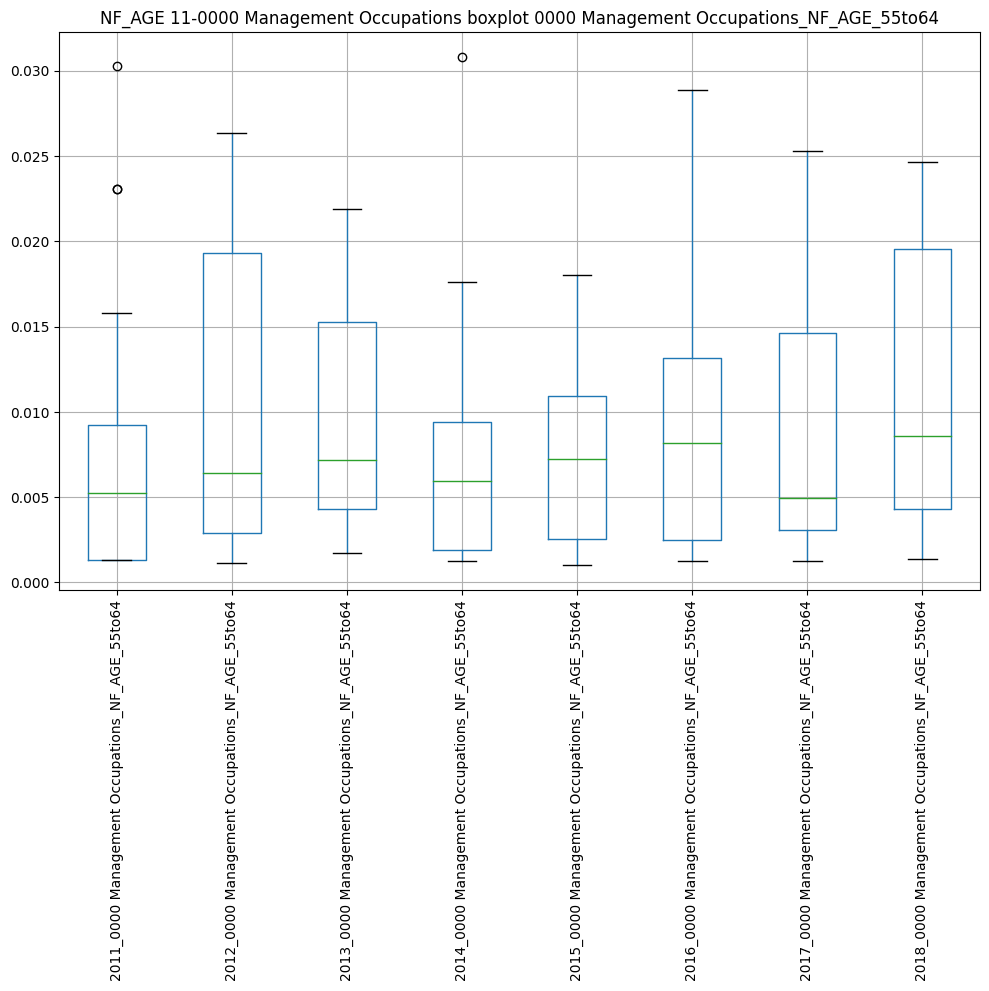 NF_AGE 11-0000 Management Occupations boxplot 0000 Management Occupations_NF_AGE_55to64
0.030
0.025
0.020
0.015
0.010
0.005
0.000
2011_0000 Management Occupations_NF_AGE_55to64
2012_0000 Management Occupations_NF_AGE_55to64
2013_0000 Management Occupations_NF_AGE_55to64
2014_0000 Management Occupations_NF_AGE_55to64
2015_0000 Management Occupations_NF_AGE_55to64
2016_0000 Management Occupations_NF_AGE_55to64
2017_0000 Management Occupations_NF_AGE_55to64
2018_0000 Management Occupations_NF_AGE_55to64